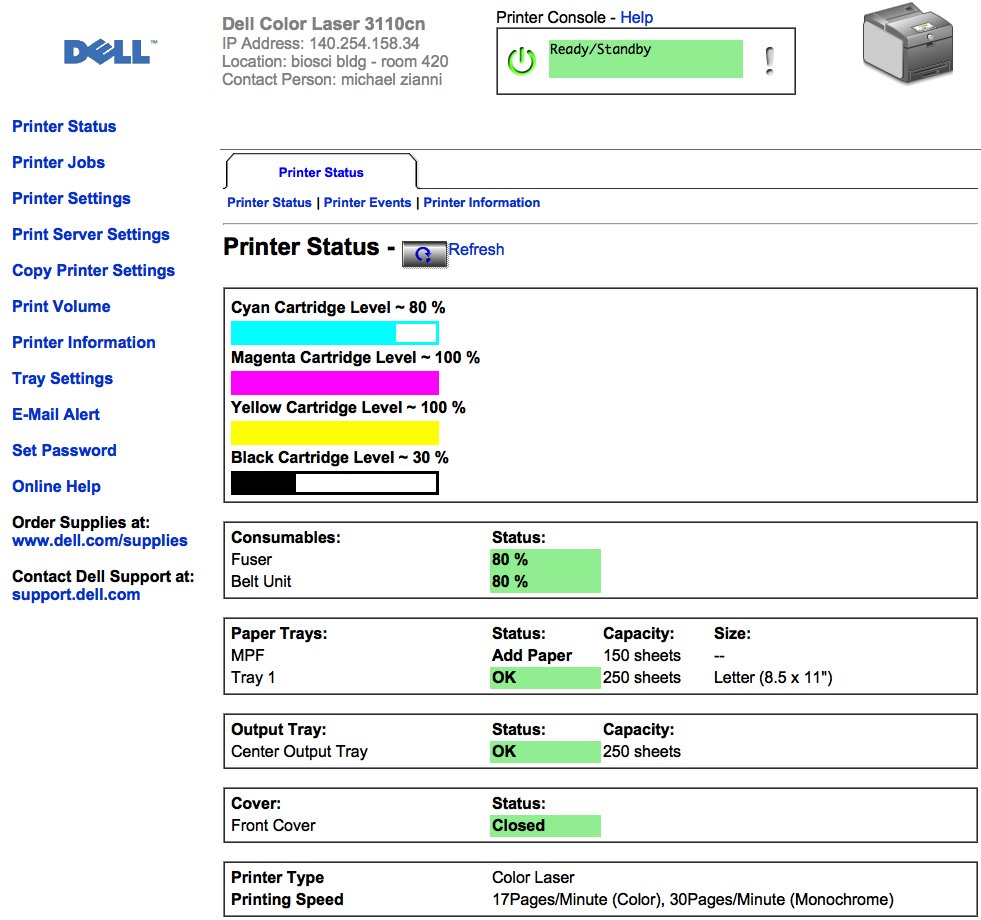 DELL™
Dell Color Laser 3110cn
IP Address: 140.254.158.34
Location: biosci bldg - room 420
Contact Person: michael zianni
Printer Console - Help
Ready/Standby
Printer Status
Printer Jobs
Printer Settings
Print Server Settings
Copy Printer Settings
Print Volume
Printer Information
Tray Settings
E-Mail Alert
Set Password
Online Help
Order Supplies at:
www.dell.com/supplies
Contact Dell Support at:
support.dell.com
Printer Status
Printer Status | Printer Events | Printer Information
Printer Status - Refresh
Cyan Cartridge Level ~ 80 %
Magenta Cartridge Level ~ 100 %
Yellow Cartridge Level ~ 100 %
Black Cartridge Level ~ 30 %
Consumables: Status:
Fuser 80 %
Belt Unit 80 %
Paper Trays: Status: Capacity: Size:
MPF Add Paper 150 sheets --
Tray 1 OK 250 sheets Letter (8.5 x 11")
Output Tray: Status: Capacity:
Center Output Tray OK 250 sheets
Cover: Status:
Front Cover Closed
Printer Type Color Laser
Printing Speed 17Pages/Minute (Color), 30Pages/Minute (Monochrome)